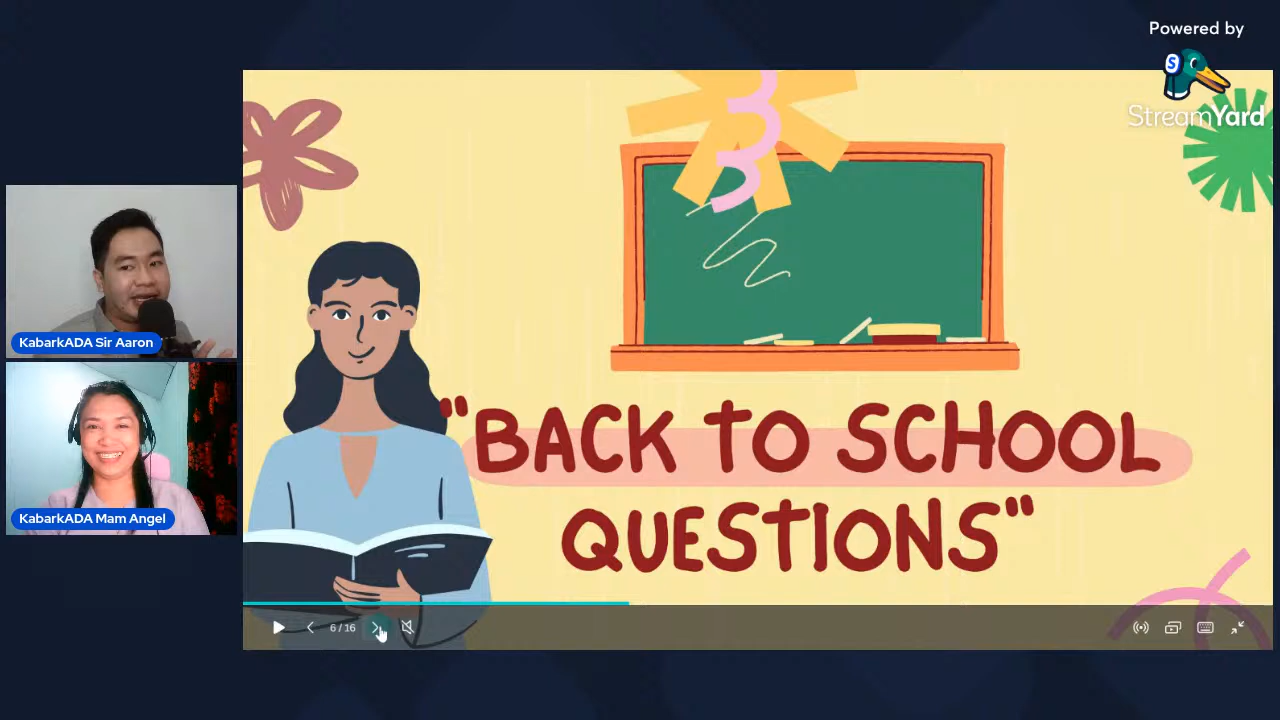 Powered by
StreamYard
S
KabarkADA Sir Aaron
KabarkADA Mam Angel
"BACK TO SCHOOL
QUESTIONS"
6 / 16